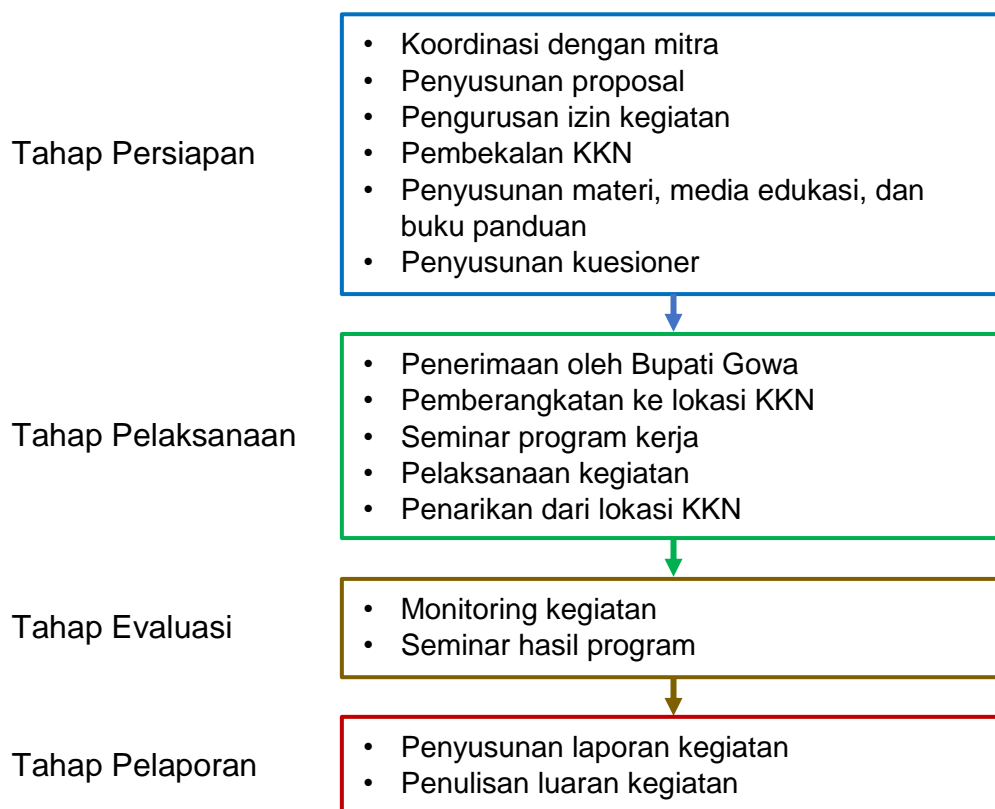 Tahap Persiapan
• Koordinasi dengan mitra
• Penyusunan proposal
• Pengurusan izin kegiatan
• Pembekalan KKN
• Penyusunan materi, media edukasi, dan
buku panduan
• Penyusunan kuesioner
Tahap Pelaksanaan
• Penerimaan oleh Bupati Gowa
• Pemberangkatan ke lokasi KKN
• Seminar program kerja
• Pelaksanaan kegiatan
• Penarikan dari lokasi KKN
Tahap Evaluasi
• Monitoring kegiatan
• Seminar hasil program
Tahap Pelaporan
• Penyusunan laporan kegiatan
• Penulisan luaran kegiatan